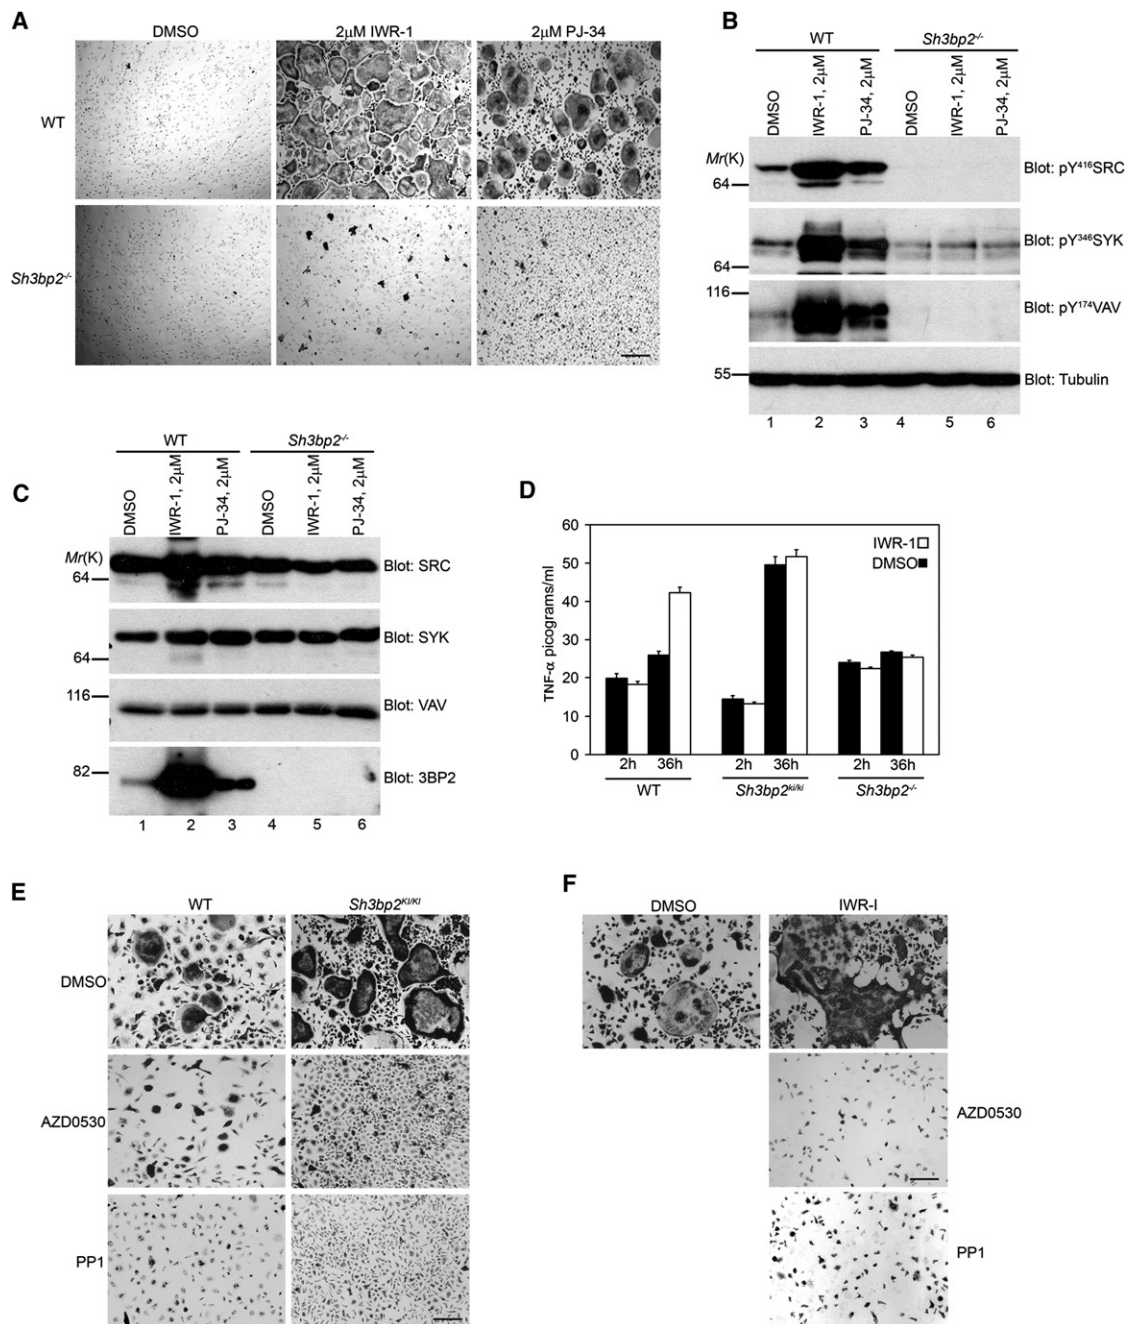 A
DMSO
2μM IWR-1
2μM PJ-34
WT
Sh3bp2-/-
B
WT
Sh3bp2-/-
DMSO
IWR-1, 2μM
PJ-34, 2μM
DMSO
IWR-1, 2μM
PJ-34, 2μM
Mr(K)
64
Blot: pY416SRC
64
Blot: pY346SYK
116
Blot: pY174VAV
55
Blot: Tubulin
1 2 3 4 5 6
C
WT
Sh3bp2-/-
DMSO
IWR-1, 2μM
PJ-34, 2μM
DMSO
IWR-1, 2μM
PJ-34, 2μM
Mr(K)
64
Blot: SRC
64
Blot: SYK
116
Blot: VAV
82
Blot: 3BP2
1 2 3 4 5 6
D
TNF-α picograms/ml
60
50
40
30
20
10
0
IWR-1
DMSO
2h 36h 2h 36h 2h 36h
WT Sh3bp2ki/ki Sh3bp2-/-
E
WT
Sh3bp2KI/KI
DMSO
AZD0530
PP1
F
DMSO
IWR-I
AZD0530
PP1